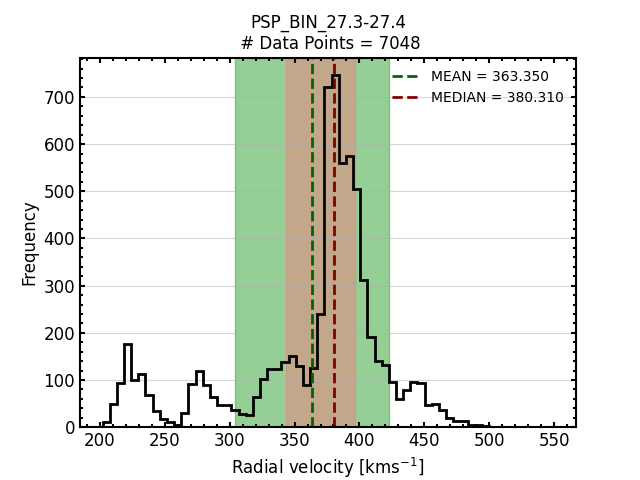 PSP_BIN_27.3-27.4
# Data Points = 7048
MEAN = 363.350
MEDIAN = 380.310
Frequency
700
600
500
400
300
200
100
0
200 250 300 350 400 450 500 550
Radial velocity [kms⁻¹]